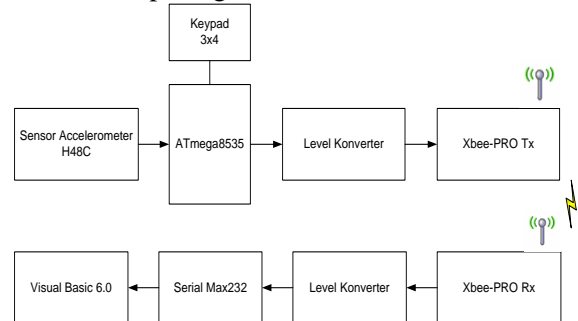 Keypad
3x4
Sensor Accelerometer
H48C
ATmega8535
Level Konverter
Xbee-PRO Tx
Visual Basic 6.0
Serial Max232
Level Konverter
Xbee-PRO Rx